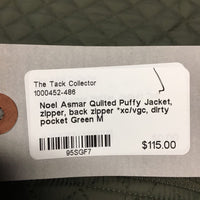 The Tack Collector
1000452-486
Noel Asmar Quilted Puffy Jacket,
zipper, back zipper *xc/vgc, dirty
pocket Green M
95SGF7
$115.00